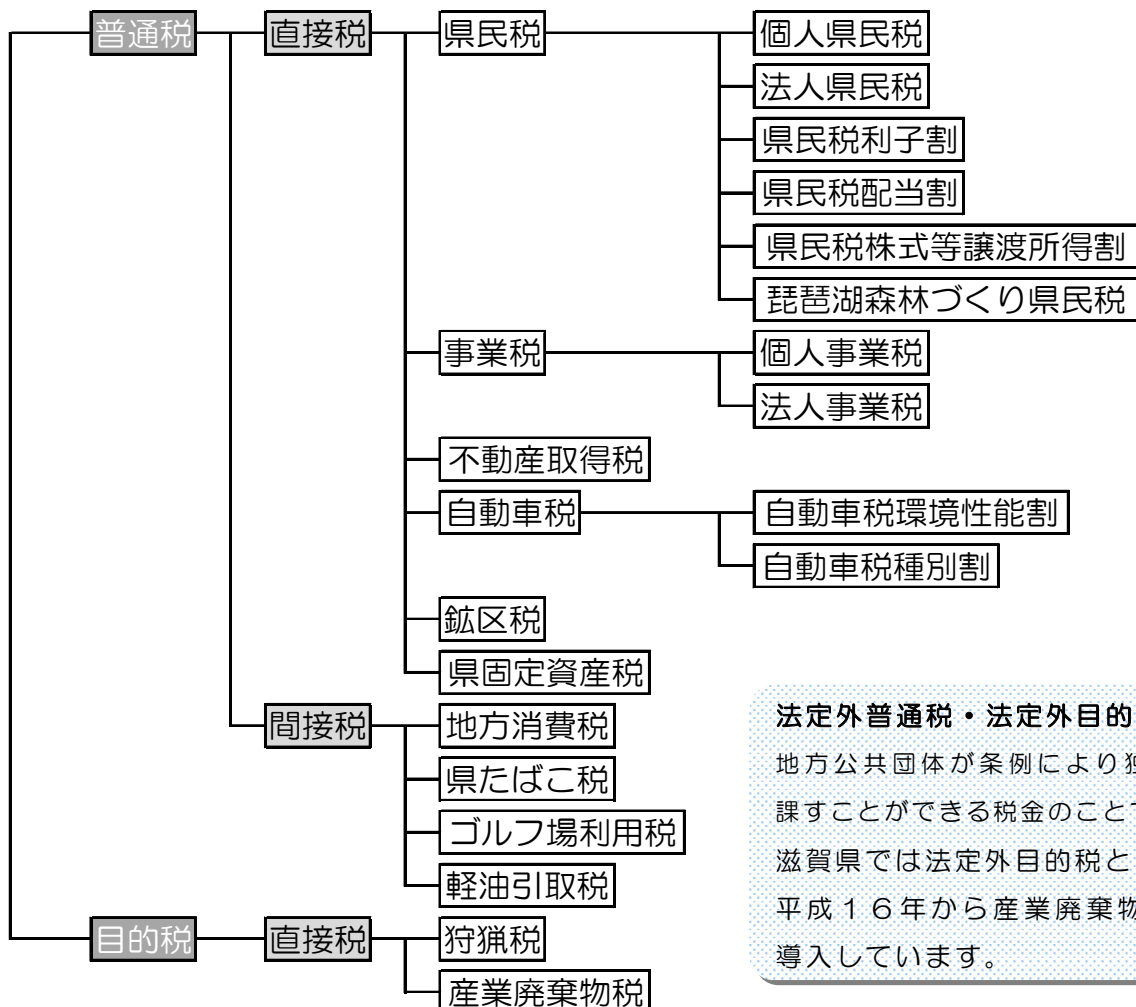 普通税 直接税 県民税 個人県民税
法人県民税
県民税利子割
県民税配当割
県民税株式等譲渡所得割
琵琶湖森林づくり県民税
事業税 個人事業税
法人事業税
不動産取得税
自動車税 自動車税環境性能割
自動車税種別割
鉱区税
県固定資産税
間接税 地方消費税
県たばこ税
ゴルフ場利用税
軽油引取税
目的税 直接税 狩猟税
産業廃棄物税
法定外普通税・法定外目的
地方公共団体が条例により
課すことができる税金のこと
滋賀県では法定外目的税と
平成16年から産業廃棄物
導入しています。